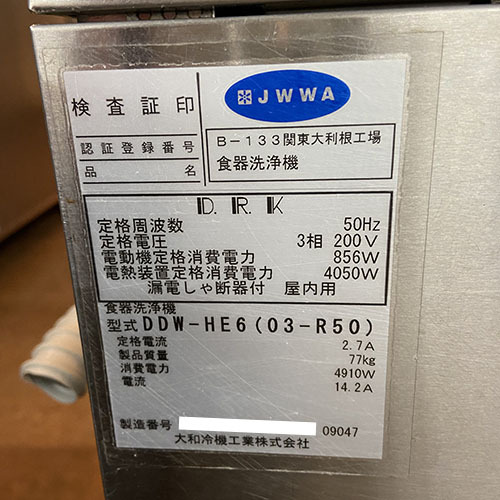 検査証印
JWWA
認証登録番号 B-133関東大利根工場
品名 食器洗浄機
D.R.K
定格周波数 50Hz
定格電圧 3相 200V
電動機定格消費電力 856W
電熱装置定格消費電力 4050W
漏電しゃ断器付 屋内用
食器洗浄機
型式 DDW-HE6(03-R50)
定格電流 2.7A
製品質量 77kg
消費電力 4910W
電流 14.2A
製造番号 09047
大和冷機工業株式会社